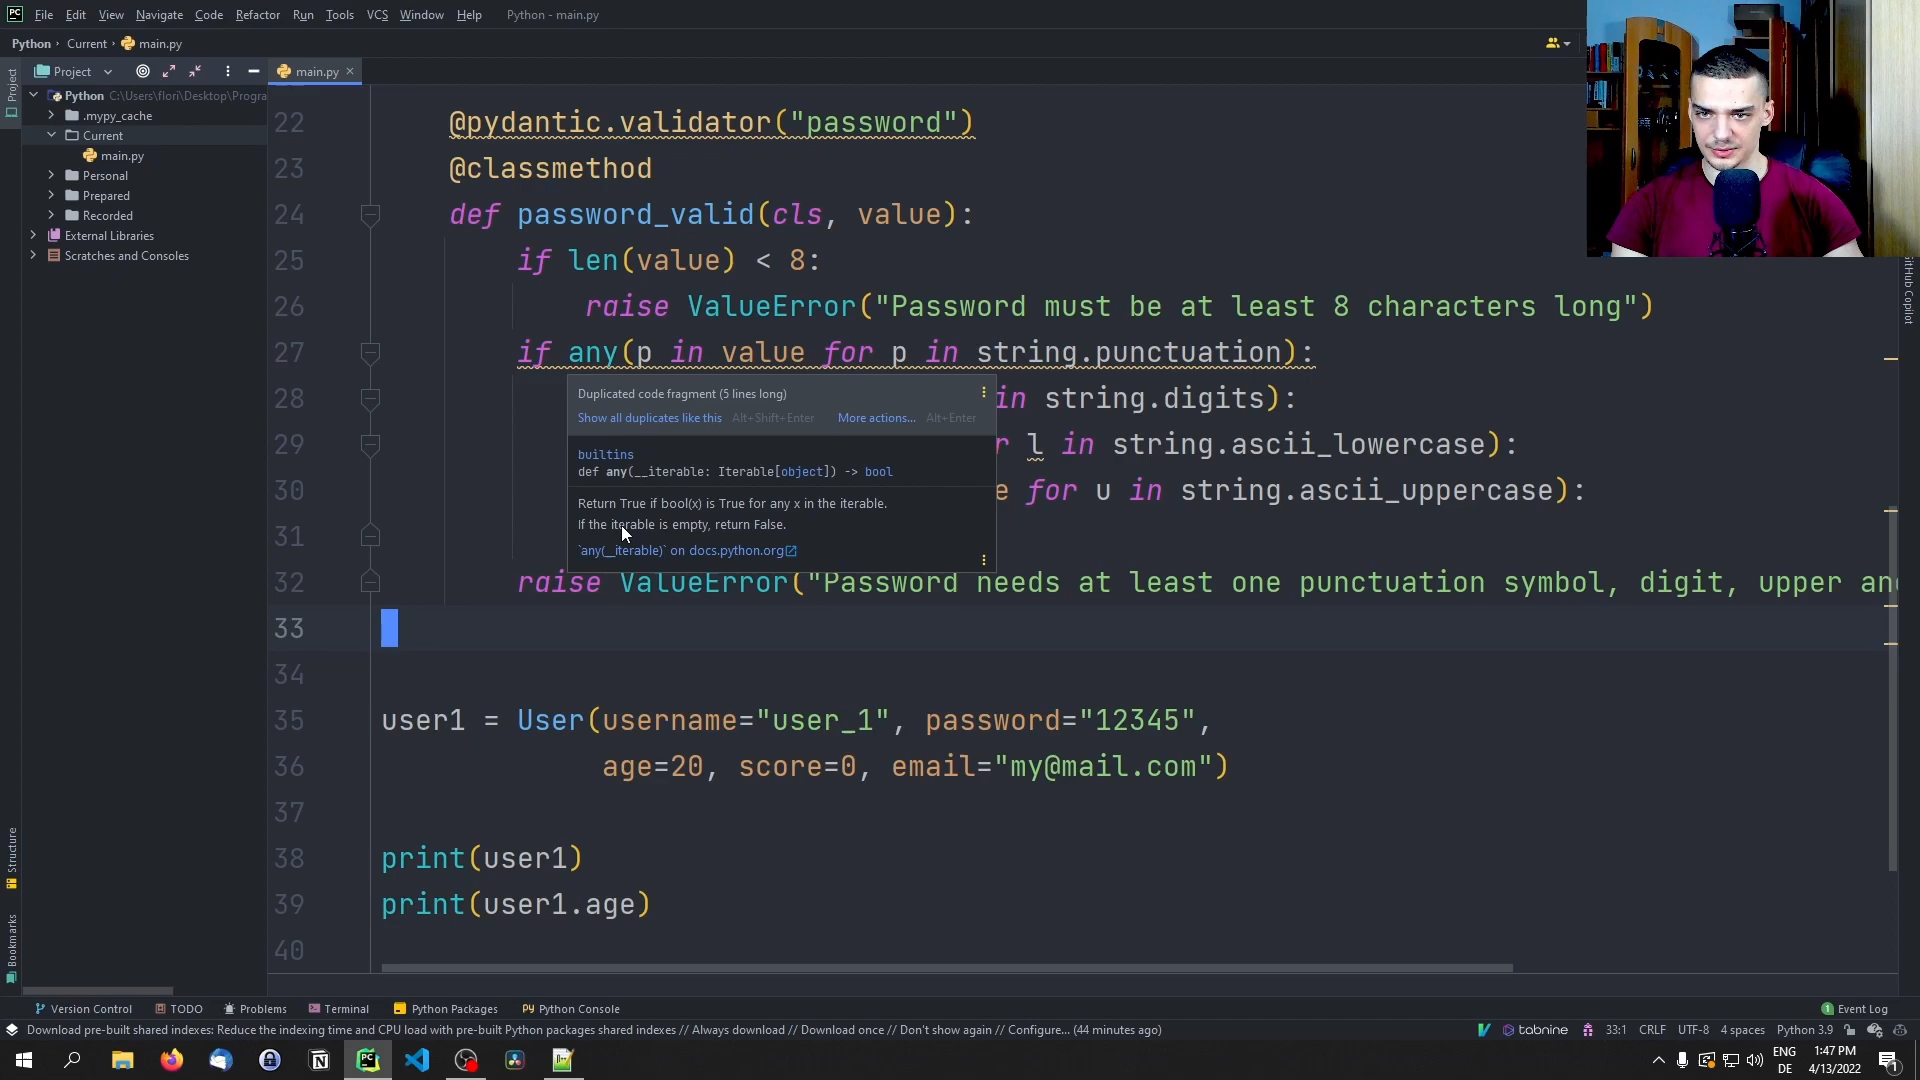 PC File Edit View Navigate Code Refactor Run Tools VCS Window Help Python - main.py
Python › Current › main.py
Project
main.py
Project
Python C:\Users\flori\Desktop\Progra
.mypy_cache
Current
main.py
Personal
Prepared
Recorded
External Libraries
Scratches and Consoles
22 @pydantic.validator("password")
23 @classmethod
24 def password_valid(cls, value):
25 if len(value) < 8:
26 raise ValueError("Password must be at least 8 characters long")
27 if any(p in value for p in string.punctuation):
28 in string.digits):
29 r l in string.ascii_lowercase):
30 e for u in string.ascii_uppercase):
31
32 raise ValueError("Password needs at least one punctuation symbol, digit, upper and
33
34
35 user1 = User(username="user_1", password="12345",
36 age=20, score=0, email="my@mail.com")
37
38 print(user1)
39 print(user1.age)
40
Duplicated code fragment (5 lines long)
Show all duplicates like this Alt+Shift+Enter More actions... Alt+Enter
builtins
def any(__iterable: Iterable[object]) -> bool
Return True if bool(x) is True for any x in the iterable.
If the iterable is empty, return False.
`any(__iterable)` on docs.python.org
GitHub Copilot
Structure
Bookmarks
Version Control TODO Problems Terminal Python Packages Python Console
1 Event Log
Download pre-built shared indexes: Reduce the indexing time and CPU load with pre-built Python packages shared indexes // Always download // Download once // Don't show again // Configure... (44 minutes ago)
tabnine 33:1 CRLF UTF-8 4 spaces Python 3.9
ENG
DE
1:47 PM
4/13/2022
1